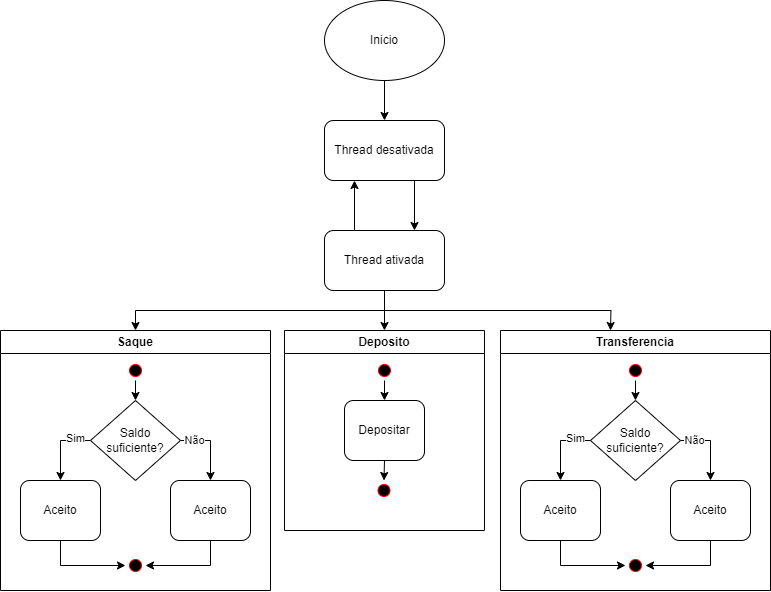 Inicio
Thread desativada
Thread ativada
Saque
Saldo
suficiente?
Sim
Não
Aceito
Aceito
Deposito
Depositar
Transferencia
Saldo
suficiente?
Sim
Não
Aceito
Aceito